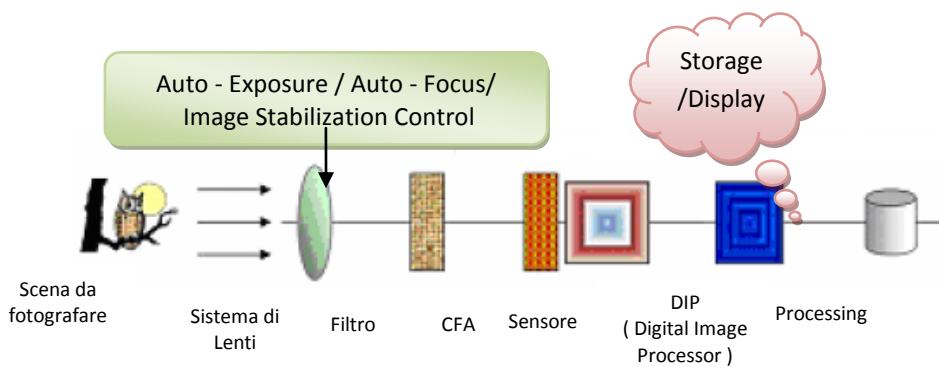 Auto - Exposure / Auto - Focus/
Image Stabilization Control
Storage
/Display
Scena da
fotografare
Sistema di
Lenti
Filtro
CFA
Sensore
DIP
( Digital Image
Processor )
Processing